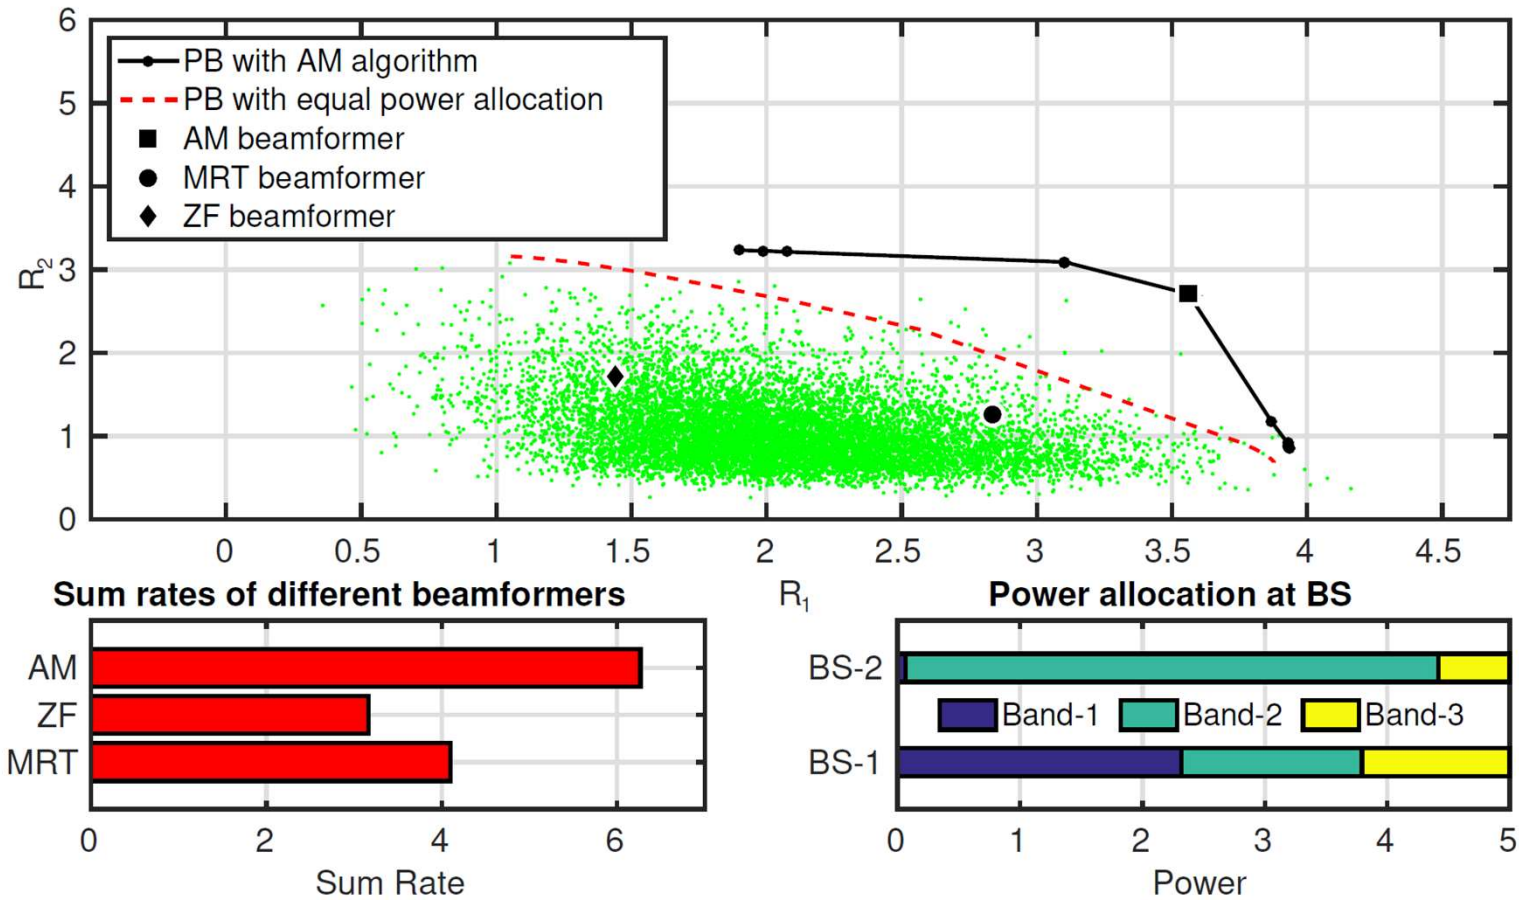 6
5
4
3
2
1
0
R2
PB with AM algorithm
PB with equal power allocation
AM beamformer
MRT beamformer
ZF beamformer
0 0.5 1 1.5 2 2.5 3 3.5 4 4.5
R1
Sum rates of different beamformers
AM
ZF
MRT
0 2 4 6
Sum Rate
Power allocation at BS
BS-2
Band-1 Band-2 Band-3
BS-1
0 1 2 3 4 5
Power